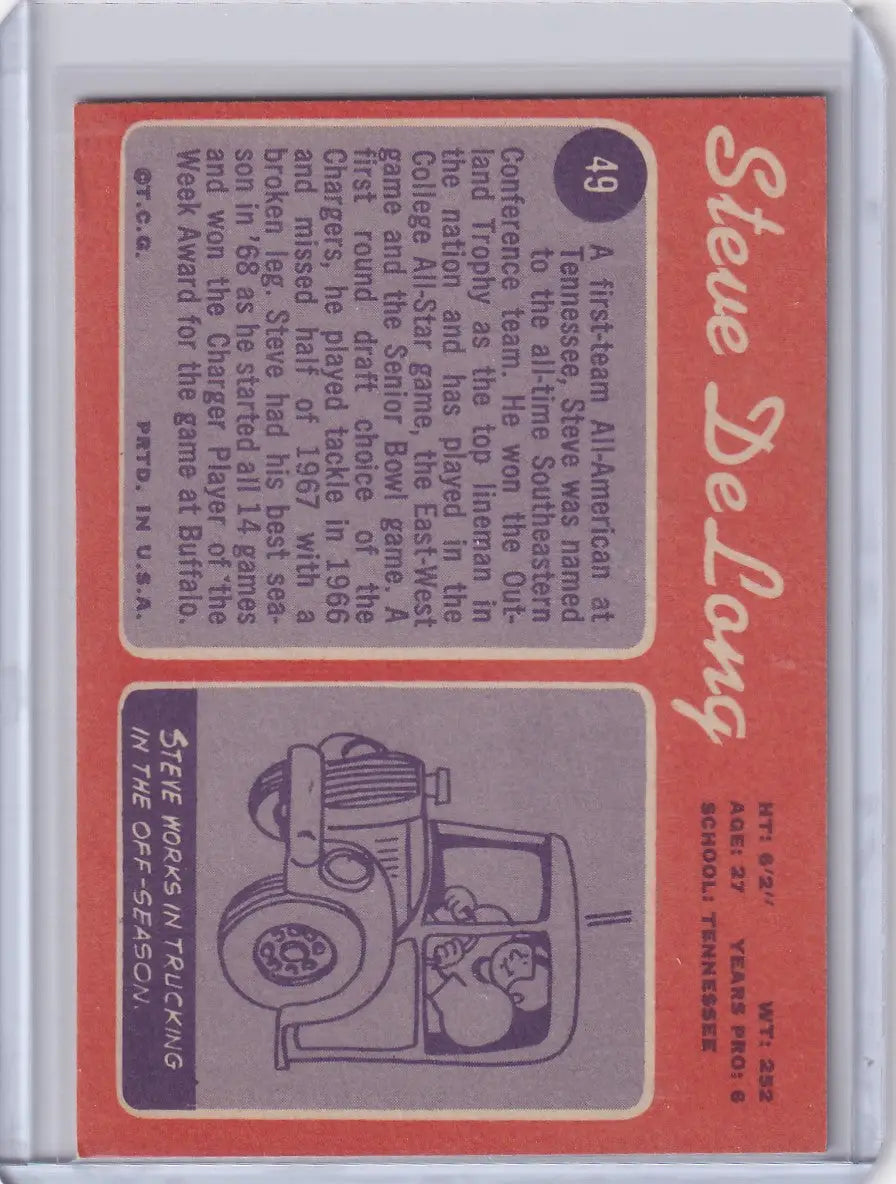 Steve DeLong
HT: 6'2" WT: 252
AGE: 27 YEARS PRO: 6
SCHOOL: TENNESSEE
49
A first-team All-American at
Tennessee, Steve was named
to the all-time Southeastern
Conference team. He won the Out-
land Trophy as the top lineman in
the nation and has played in the
College All-Star game, the East-West
game and the Senior Bowl game. A
first round draft choice of the
Chargers, he played tackle in 1966
and missed half of 1967 with a
broken leg. Steve had his best sea-
son in '68 as he started all 14 games
and won the Charger Player of the
Week Award for the game at Buffalo.
©T.C.G. PRTD. IN U.S.A.
STEVE WORKS IN TRUCKING
IN THE OFF-SEASON.